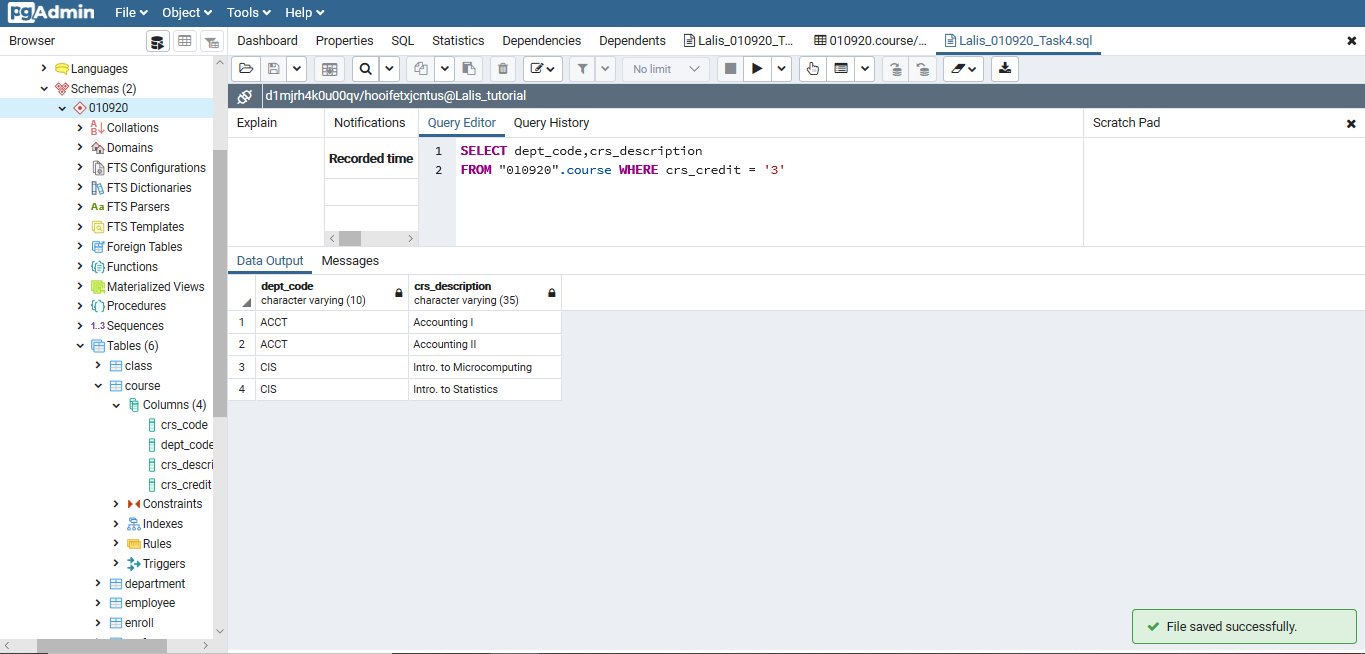 pgAdmin File Object Tools Help
Browser
Dashboard Properties SQL Statistics Dependencies Dependents Lalis_010920_T... 010920.course/... Lalis_010920_Task4.sql
No limit
d1mjrh4k0u00qv/hooifetxjcntus@Lalis_tutorial
Languages
Schemas (2)
010920
Collations
Domains
FTS Configurations
FTS Dictionaries
Aa FTS Parsers
FTS Templates
Foreign Tables
Functions
Materialized Views
Procedures
1..3 Sequences
Tables (6)
class
course
Columns (4)
crs_code
dept_code
crs_descri
crs_credit
Constraints
Indexes
Rules
Triggers
department
employee
enroll
Explain
Notifications
Recorded time
Query Editor Query History
1 SELECT dept_code,crs_description
2 FROM "010920".course WHERE crs_credit = '3'
Scratch Pad
Data Output Messages
dept_code crs_description
character varying (10) character varying (35)
1 ACCT Accounting I
2 ACCT Accounting II
3 CIS Intro. to Microcomputing
4 CIS Intro. to Statistics
File saved successfully.